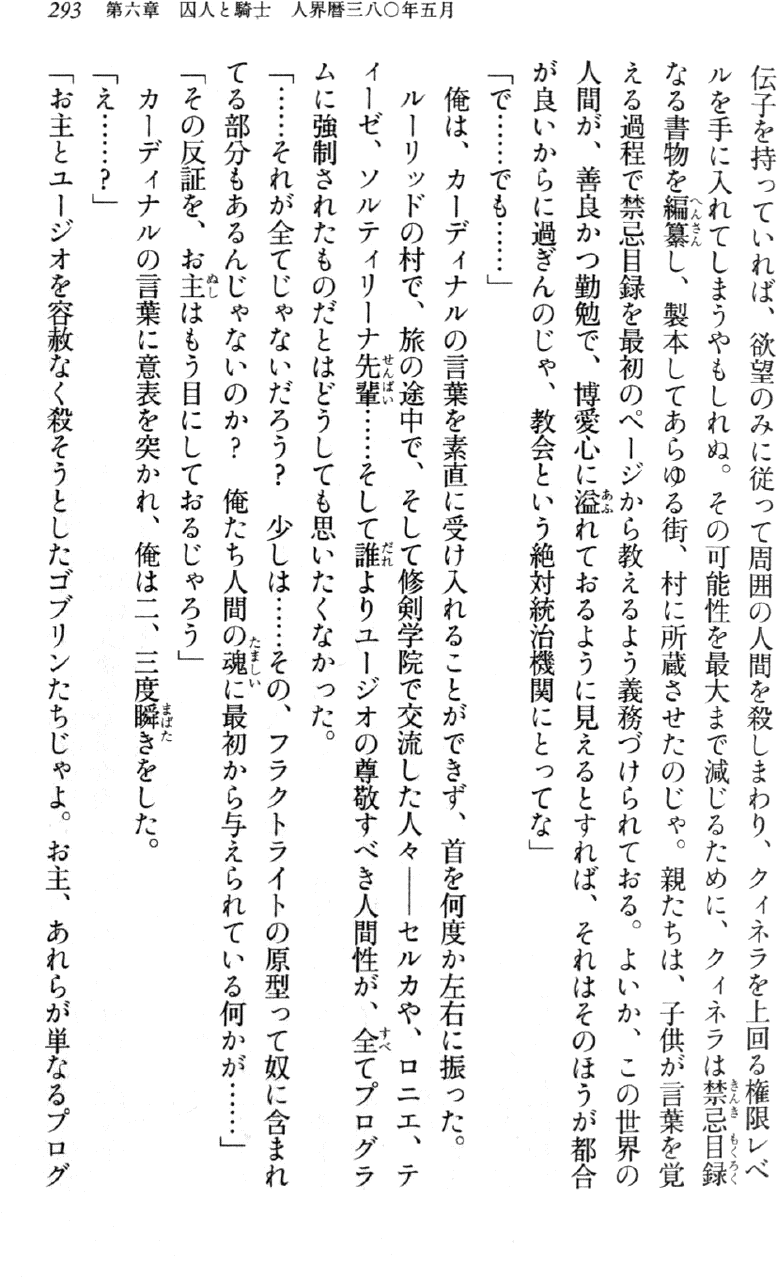 293 第六章 囚人と騎士 人界暦三八〇年五月
伝子を持っていれば、欲望のみに従って周囲の人間を殺しまわり、クィネラを上回る権限レベ
ルを手に入れてしまうやもしれぬ。その可能性を最大まで減じるために、クィネラは禁忌目録
なる書物を編纂し、製本してあらゆる街、村に所蔵させたのじゃ。親たちは、子供が言葉を覚
える過程で禁忌目録を最初のページから教えるよう義務づけられておる。よいか、この世界の
人間が、善良かつ勤勉で、博愛心に溢れておるように見えるとすれば、それはそのほうが都合
が良いからに過ぎんのじゃ、教会という絶対統治機関にとってな」
「で……でも……」
俺は、カーディナルの言葉を素直に受け入れることができず、首を何度か左右に振った。
ルーリッドの村で、旅の途中で、そして修剣学院で交流した人々――セルカや、ロニエ、テ
ィーゼ、ソルティリーナ先輩……そして誰よりユージオの尊敬すべき人間性が、全てプログラ
ムに強制されたものだとはどうしても思いたくなかった。
「……それが全てじゃないだろう？　少しは……その、フラクトライトの原型って奴に含まれ
てる部分もあるんじゃないのか？　俺たち人間の魂に最初から与えられている何かが……」
「その反証を、お主はもう目にしておるじゃろう」
カーディナルの言葉に意表を突かれ、俺は二、三度瞬きをした。
「え……？」
「お主とユージオを容赦なく殺そうとしたゴブリンたちじゃよ。お主、あれらが単なるプログ